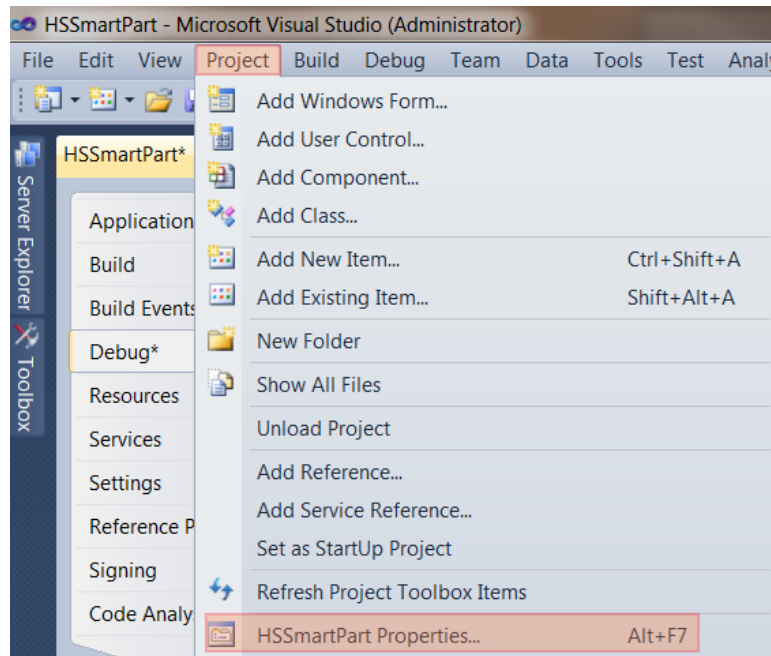 HSSmartPart - Microsoft Visual Studio (Administrator)
File Edit View Project Build Debug Team Data Tools Test
HSSmartPart*
Server Explorer
Toolbox
Application
Build
Build Events
Debug*
Resources
Services
Settings
Reference
Signing
Code
Add Windows Form...
Add User Control...
Add Component...
Add Class...
Add New Item... Ctrl+Shift+A
Add Existing Item... Shift+Alt+A
New Folder
Show All Files
Unload Project
Add Reference...
Add Service Reference...
Set as StartUp Project
Refresh Project Toolbox Items
HSSmartPart Properties... Alt+F7